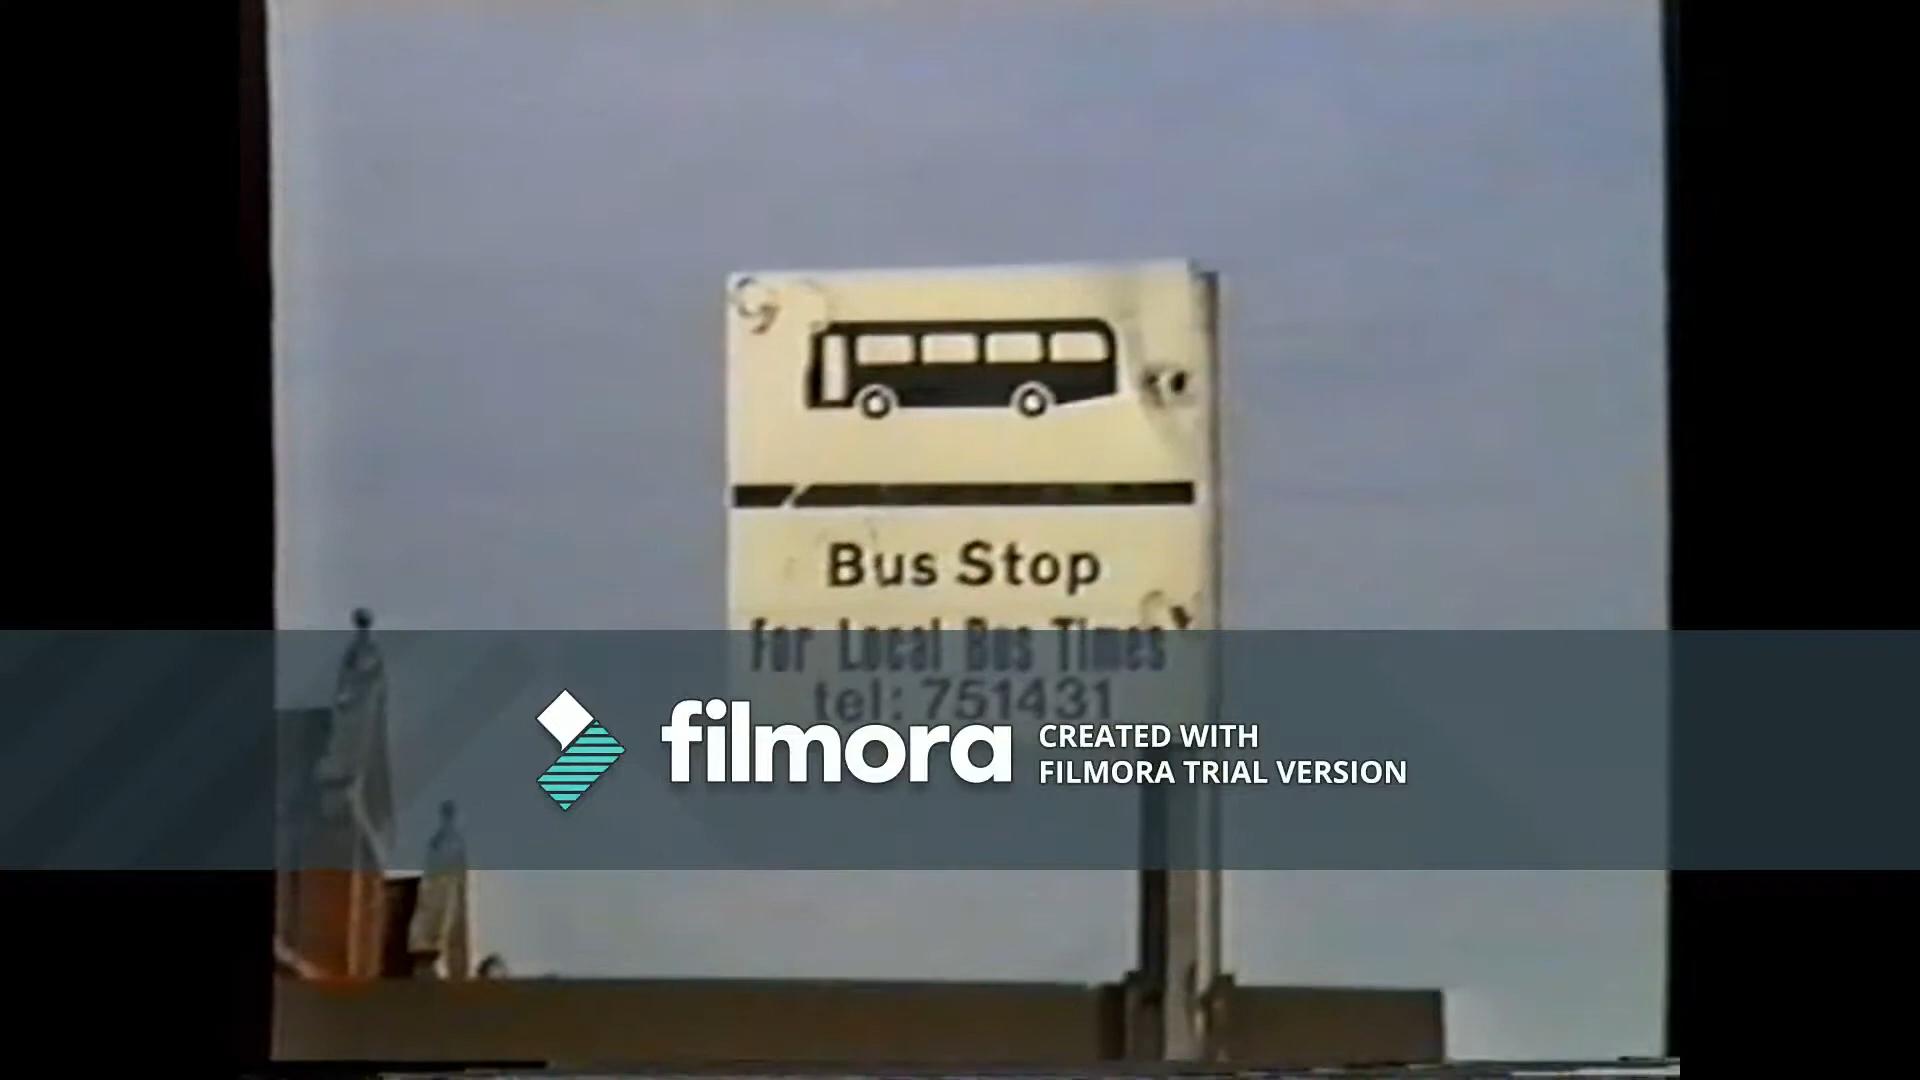 Bus Stop
For Local Bus Times
tel: 751431
filmora
CREATED WITH
FILMORA TRIAL VERSION